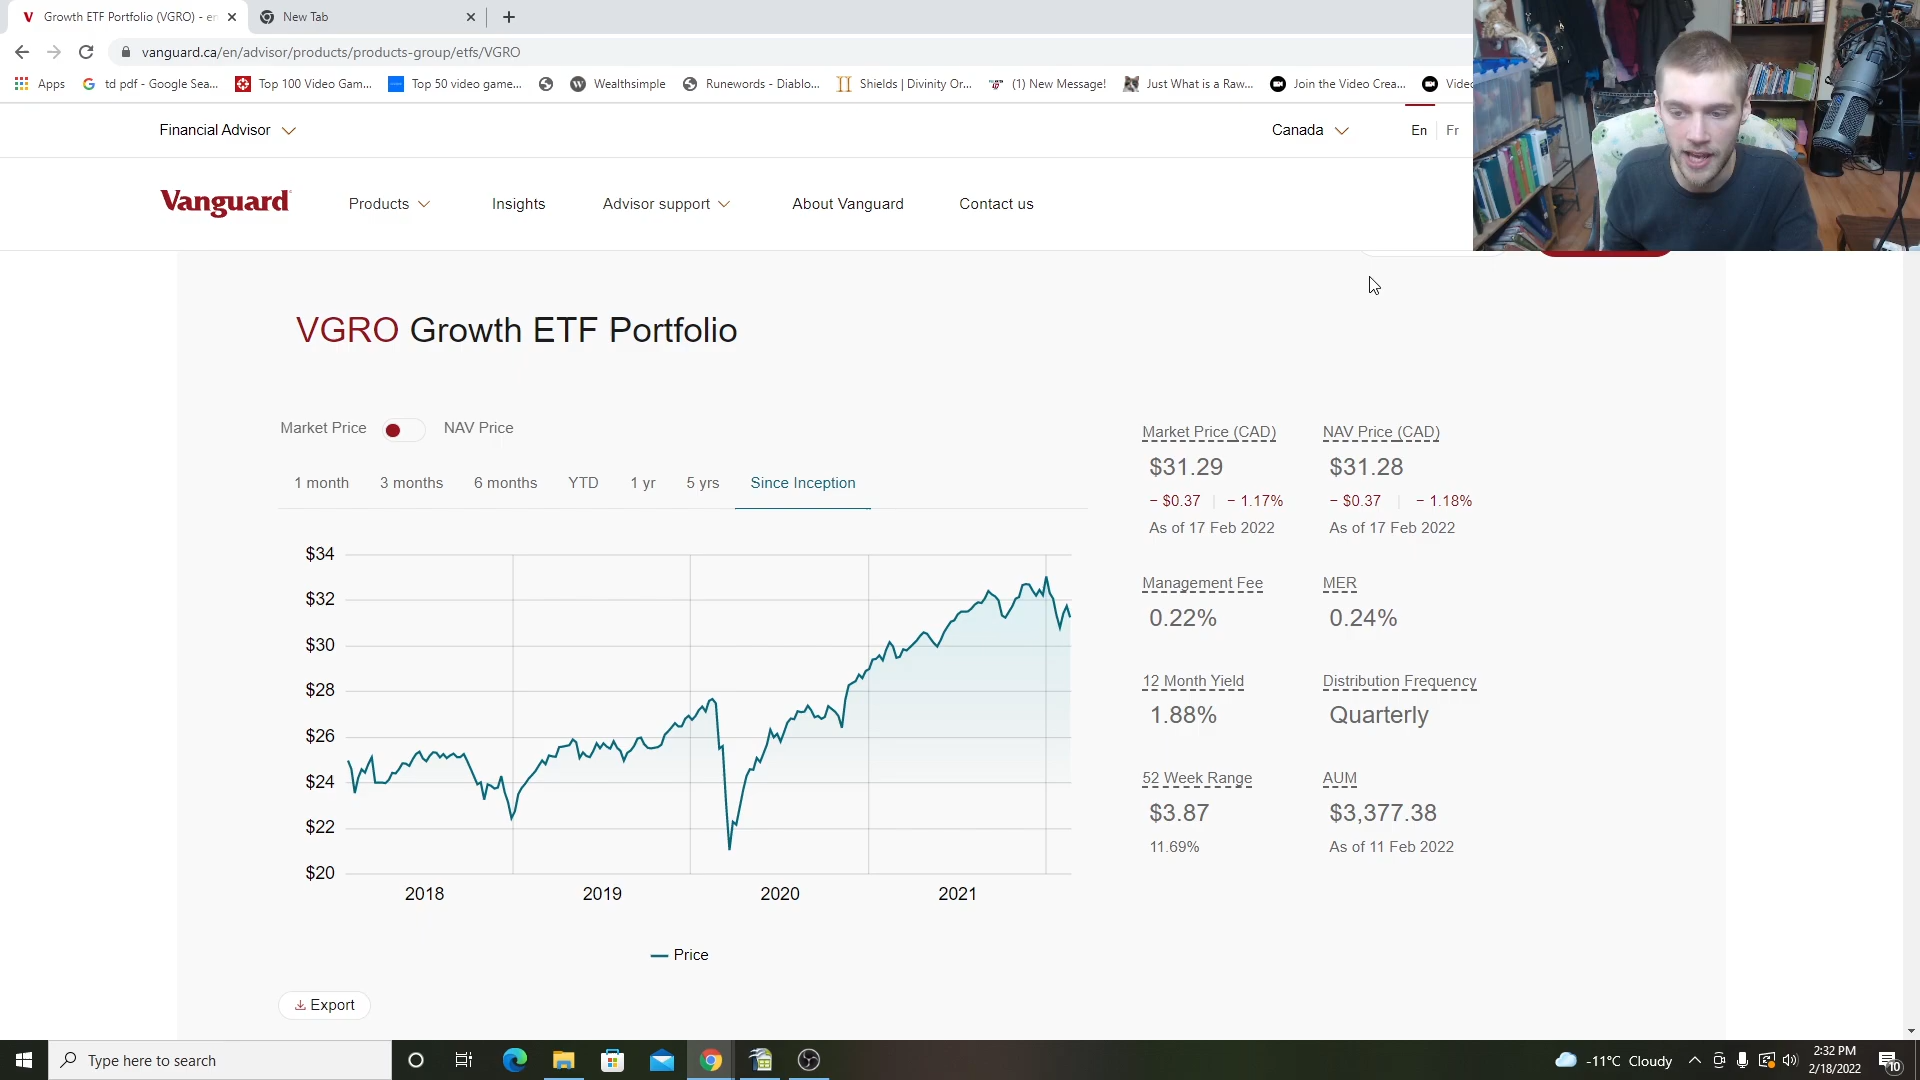 Growth ETF Portfolio (VGRO) - en
New Tab
vanguard.ca/en/advisor/products/products-group/etfs/VGRO
Apps
td pdf - Google Sea...
Top 100 Video Gam...
Top 50 video game...
Wealthsimple
Runewords - Diablo...
Shields | Divinity Or...
(1) New Message!
Just What is a Raw...
Join the Video Crea...
Videc
Financial Advisor
Canada
En
Fr
Vanguard
Products
Insights
Advisor support
About Vanguard
Contact us
VGRO Growth ETF Portfolio
Market Price
NAV Price
1 month
3 months
6 months
YTD
1 yr
5 yrs
Since Inception
$34
$32
$30
$28
$26
$24
$22
$20
2018
2019
2020
2021
Price
Export
Market Price (CAD)
NAV Price (CAD)
$31.29
$31.28
- $0.37 | - 1.17%
- $0.37 | - 1.18%
As of 17 Feb 2022
As of 17 Feb 2022
Management Fee
MER
0.22%
0.24%
12 Month Yield
Distribution Frequency
1.88%
Quarterly
52 Week Range
AUM
$3.87
$3,377.38
11.69%
As of 11 Feb 2022
Type here to search
-11°C Cloudy
2:32 PM
2/18/2022
10